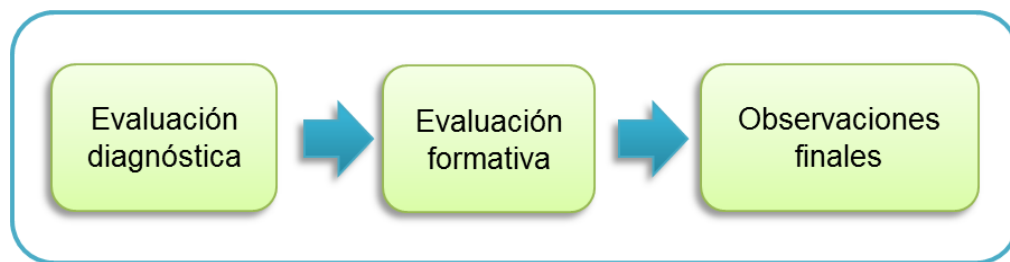 Evaluación
diagnóstica
Evaluación
formativa
Observaciones
finales